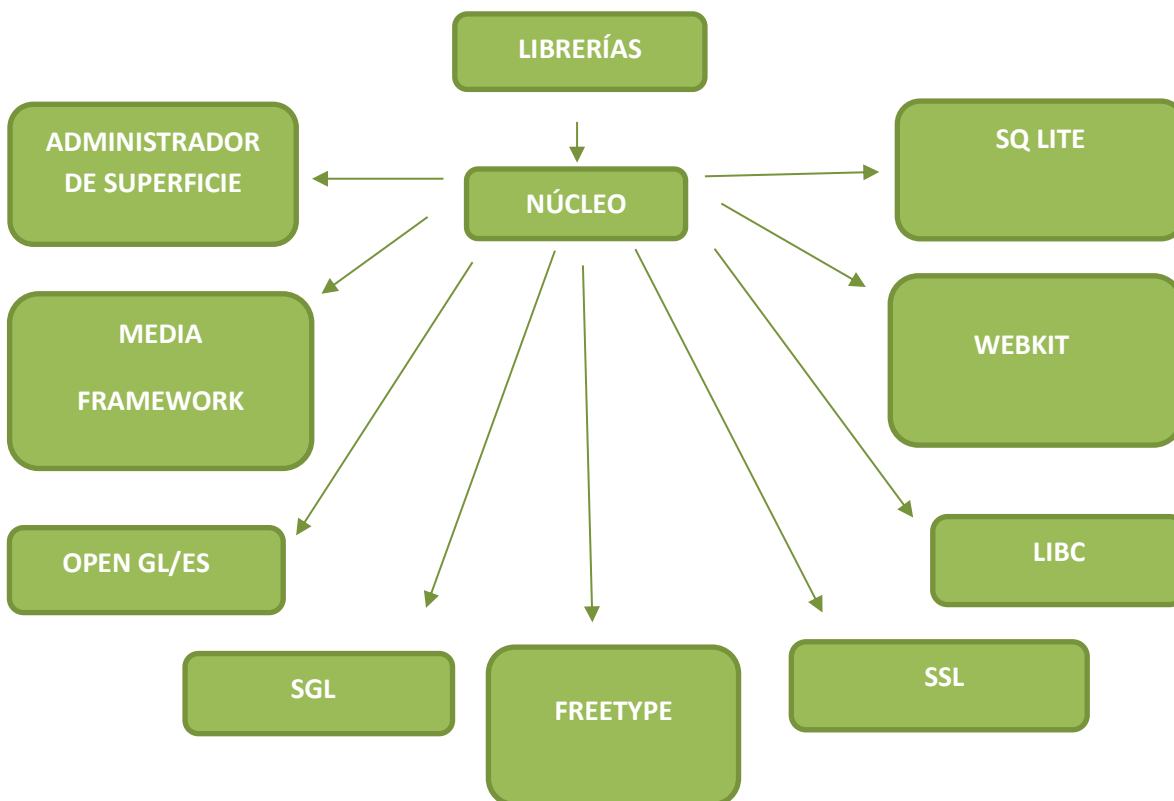 LIBRERÍAS
ADMINISTRADOR
DE SUPERFICIE
SQ LITE
NÚCLEO
MEDIA
FRAMEWORK
WEBKIT
OPEN GL/ES
LIBC
SGL
FREETYPE
SSL